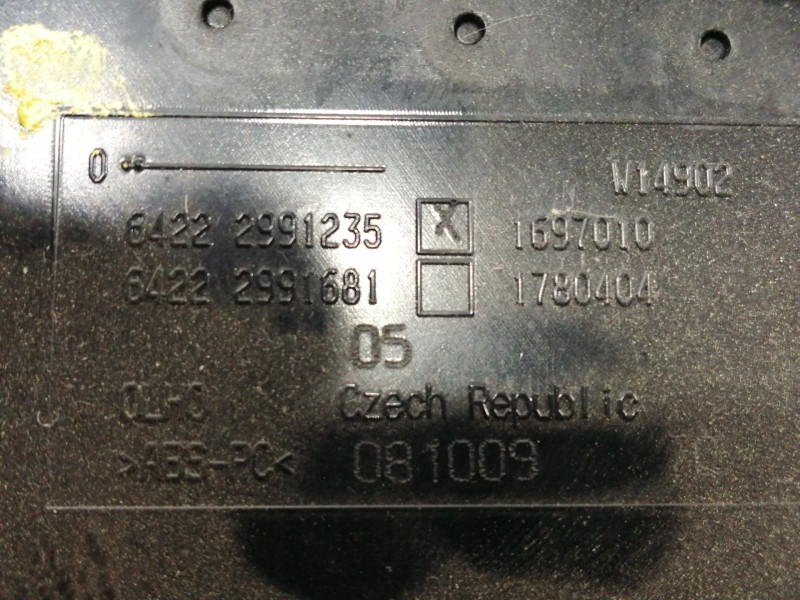 0 W14902
6422 2991235 X 1697010
6422 2991681 1780404
05
Czech Republic
>ABS-PC< 081009